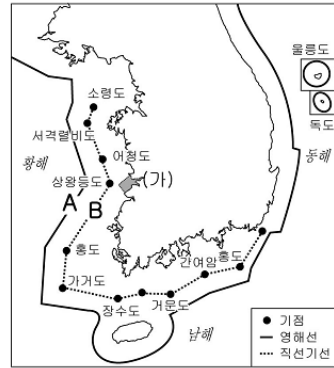 울릉도
독도
동해
소령도
서격렬비도
어청도
황해
상왕등도
(가)
A
B
홍도
가거도
장수도
거문도
간여암
홍도
남해
기점
영해선
직선기선